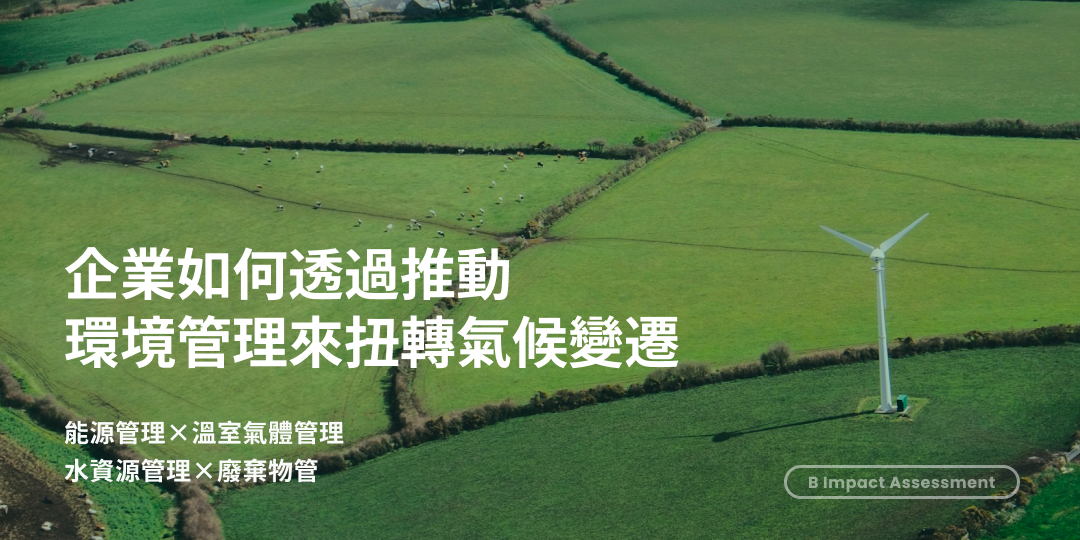 企業如何透過推動
環境管理來扭轉氣候變遷
能源管理×溫室氣體管理
水資源管理×廢棄物管
B Impact Assessment